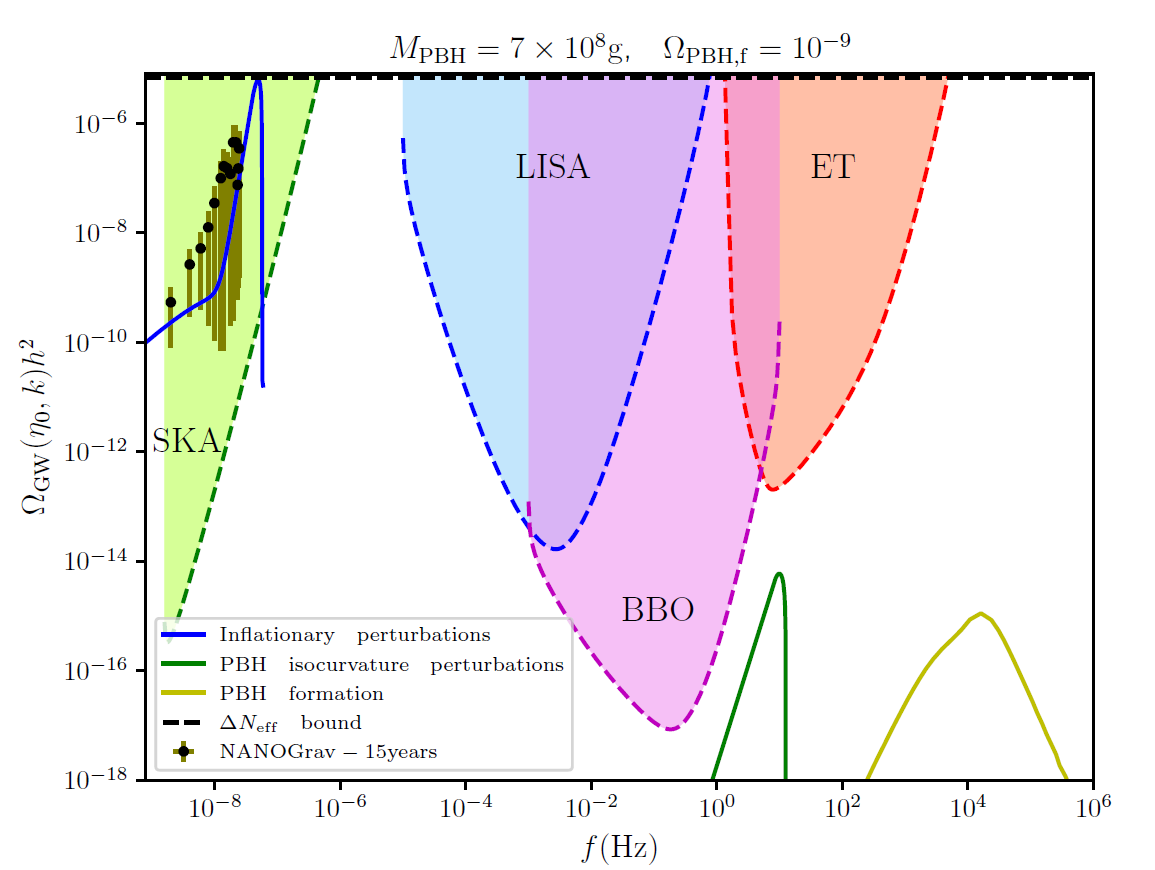 M_PBH = 7 × 10^8 g, Ω_PBH,f = 10^−9
10^−6
10^−8
10^−10
10^−12
10^−14
10^−16
10^−18
Ω_GW(η_0, k)h^2
LISA
ET
SKA
BBO
Inflationary perturbations
PBH isocurvature perturbations
PBH formation
ΔN_eff bound
NANOGrav − 15years
10^−8 10^−6 10^−4 10^−2 10^0 10^2 10^4 10^6
f(Hz)